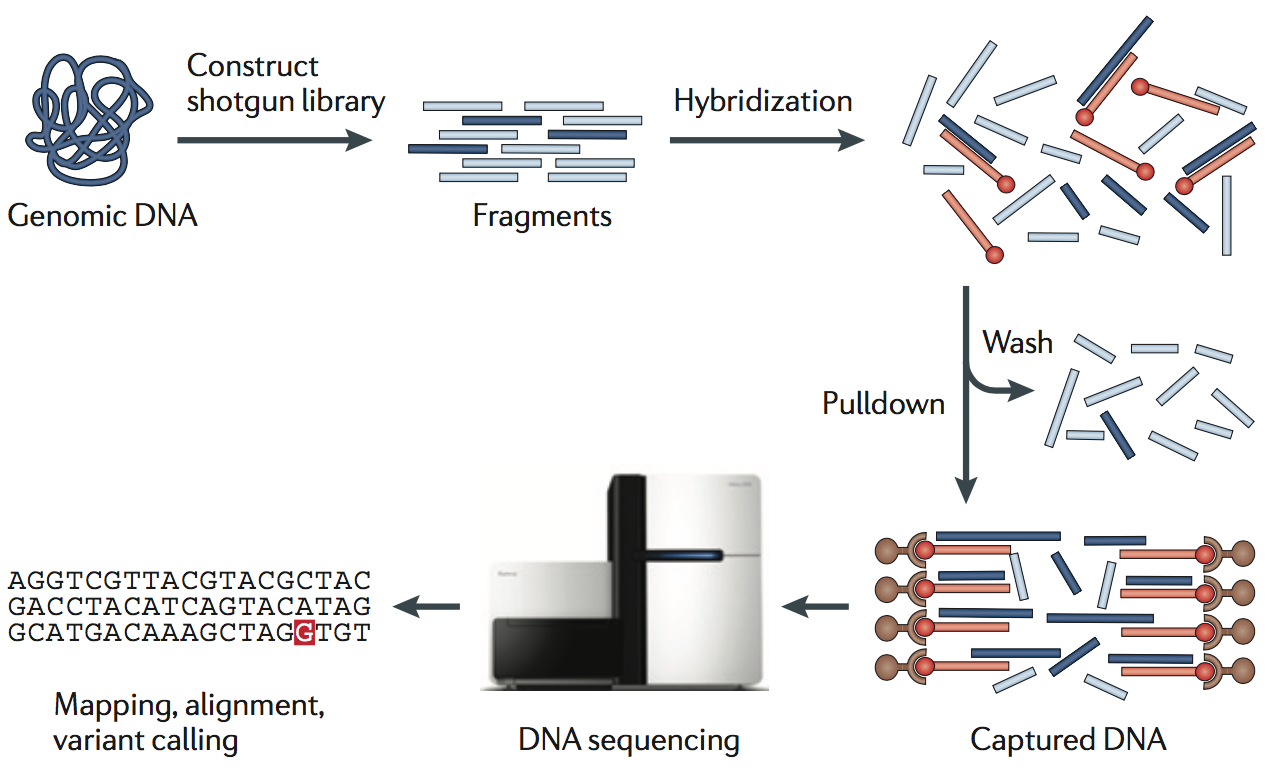 Construct
shotgun library
Hybridization
Genomic DNA
Fragments
Wash
Pulldown
AGGTCGTTACGTACGCTAC
GACCTACATCAGTACATAG
GCATGACAAAGCTAGGTGT
Mapping, alignment,
variant calling
DNA sequencing
Captured DNA